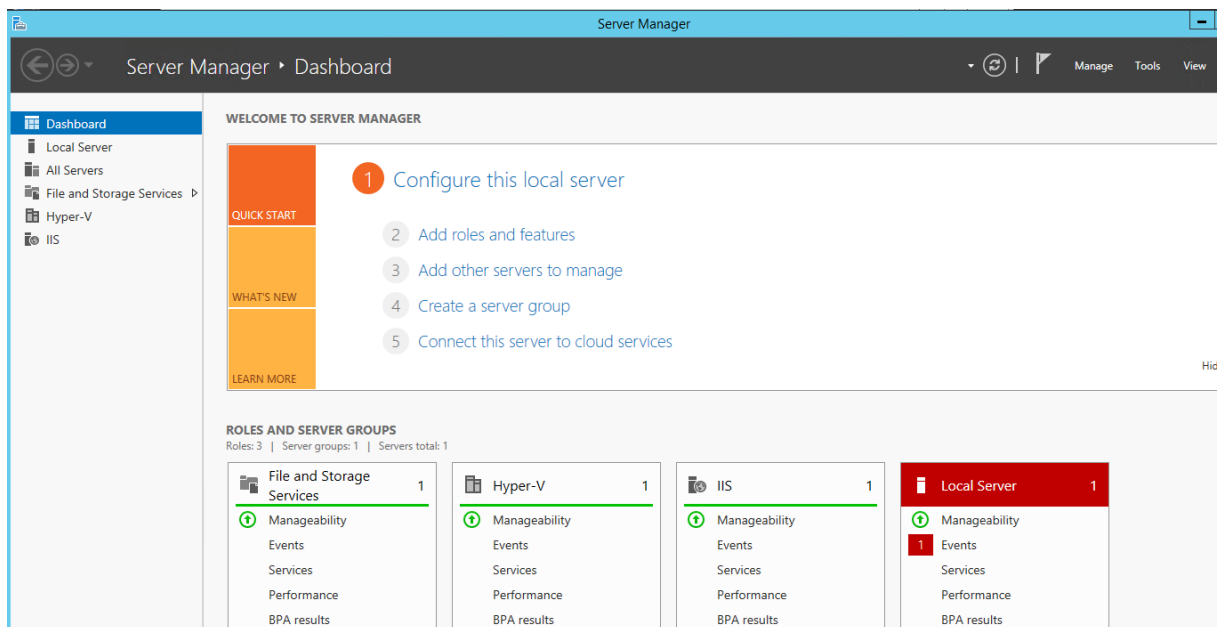 Server Manager
Server Manager • Dashboard
Manage Tools View
Dashboard
Local Server
All Servers
File and Storage Services
Hyper-V
IIS
WELCOME TO SERVER MANAGER
QUICK START
WHAT'S NEW
LEARN MORE
1 Configure this local server
2 Add roles and features
3 Add other servers to manage
4 Create a server group
5 Connect this server to cloud services
Hid
ROLES AND SERVER GROUPS
Roles: 3 | Server groups: 1 | Servers total: 1
File and Storage
Services 1
Manageability
Events
Services
Performance
BPA results
Hyper-V 1
Manageability
Events
Services
Performance
BPA results
IIS 1
Manageability
Events
Services
Performance
BPA results
Local Server 1
Manageability
1 Events
Services
Performance
BPA results